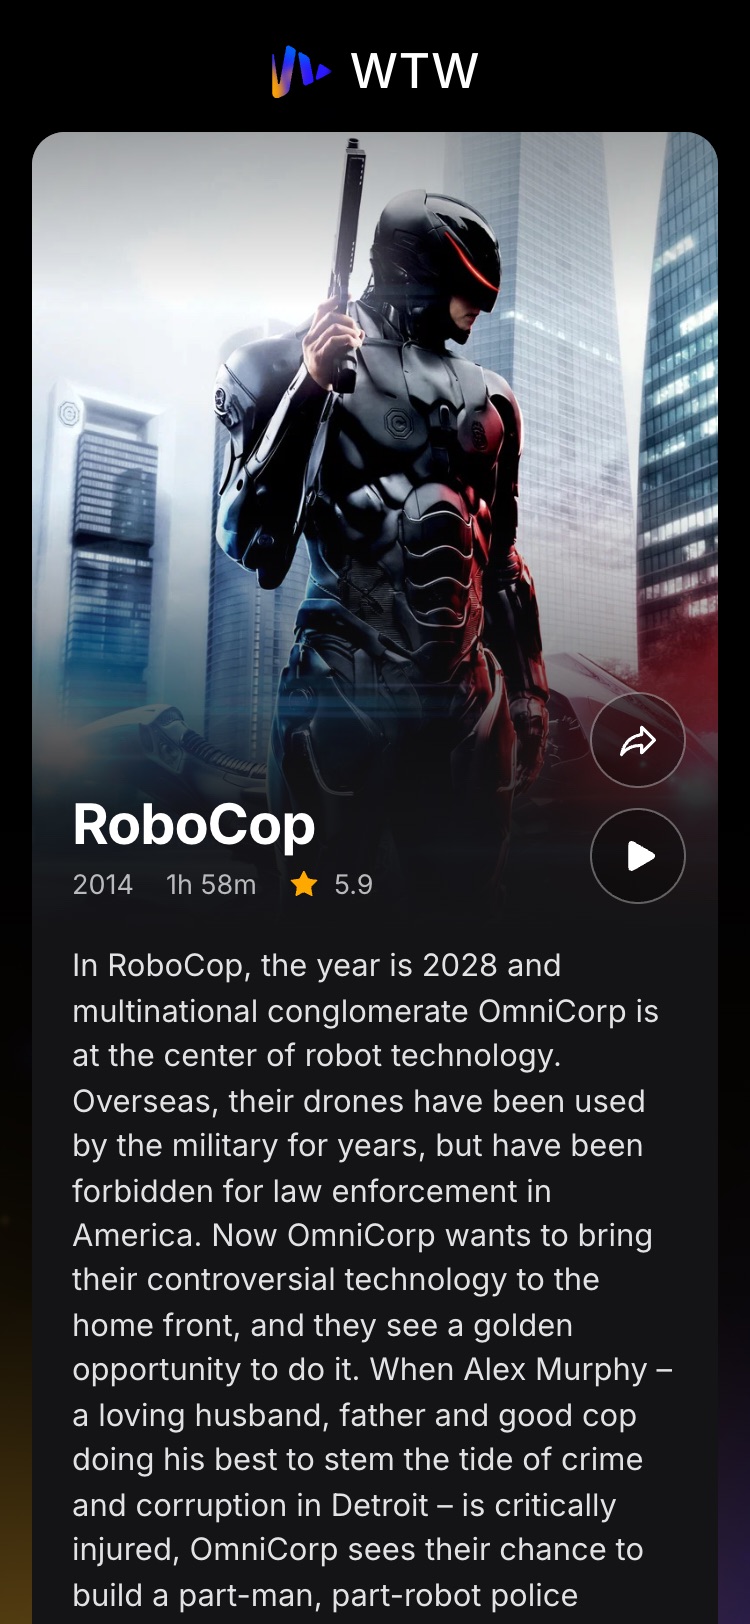 WTW
RoboCop
2014 1h 58m 5.9
In RoboCop, the year is 2028 and
multinational conglomerate OmniCorp is
at the center of robot technology.
Overseas, their drones have been used
by the military for years, but have been
forbidden for law enforcement in
America. Now OmniCorp wants to bring
their controversial technology to the
home front, and they see a golden
opportunity to do it. When Alex Murphy –
a loving husband, father and good cop
doing his best to stem the tide of crime
and corruption in Detroit – is critically
injured, OmniCorp sees their chance to
build a part-man, part-robot police